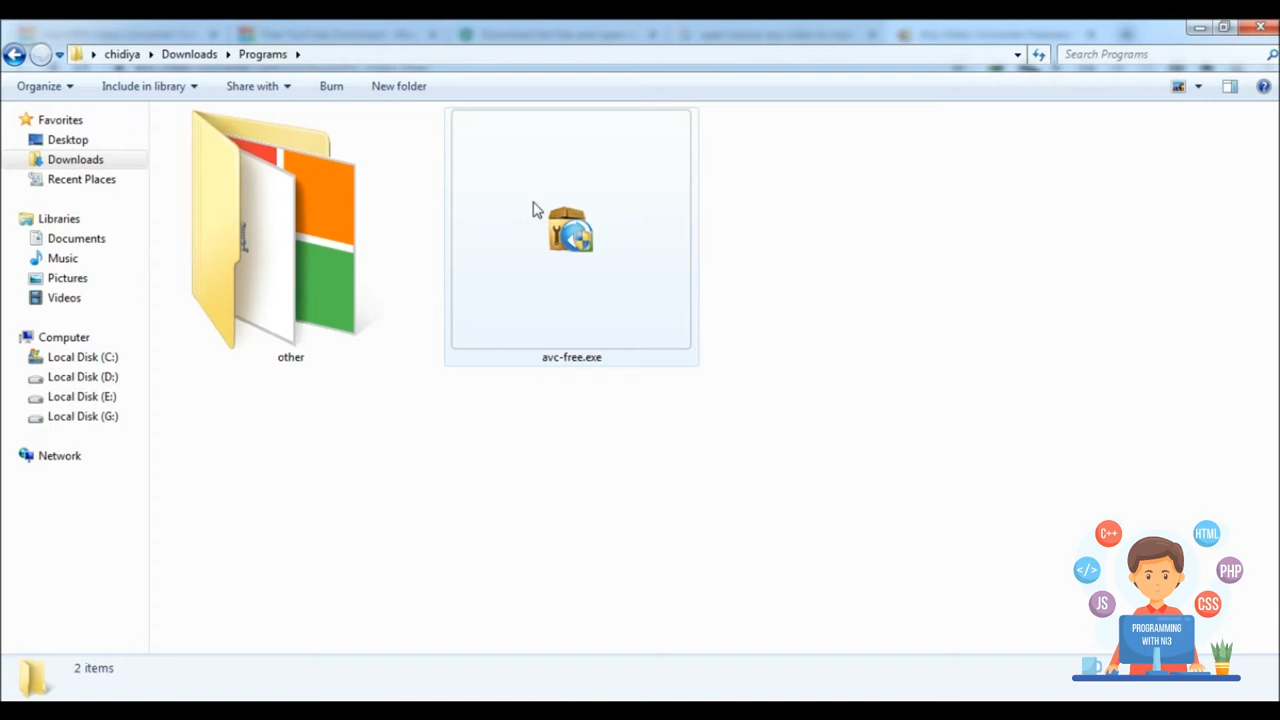 chidiya Downloads Programs
Search Programs
Organize Include in library Share with Burn New folder
Favorites
Desktop
Downloads
Recent Places
Libraries
Documents
Music
Pictures
Videos
Computer
Local Disk (C:)
Local Disk (D:)
Local Disk (E:)
Local Disk (G:)
Network
other
avc-free.exe
2 items
C++
HTML
</>
PHP
JS
CSS
PROGRAMMING
WITH NI3